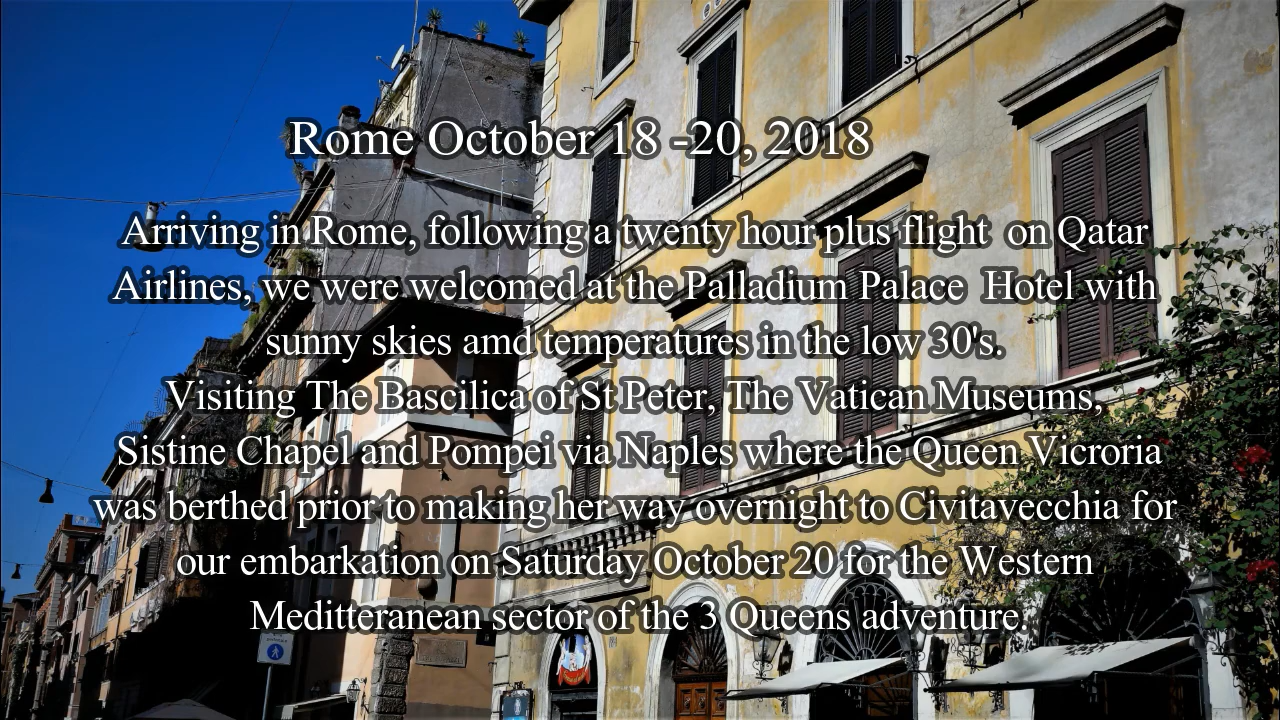 Rome October 18 -20, 2018
Arriving in Rome, following a twenty hour plus flight  on Qatar
Airlines, we were welcomed at the Palladium Palace  Hotel with
sunny skies amd temperatures in the low 30's.
Visiting The Bascilica of St Peter, The Vatican Museums,
Sistine Chapel and Pompei via Naples where the Queen Vicroria
was berthed prior to making her way overnight to Civitavecchia for
our embarkation on Saturday October 20 for the Western
Meditteranean sector of the 3 Queens adventure.